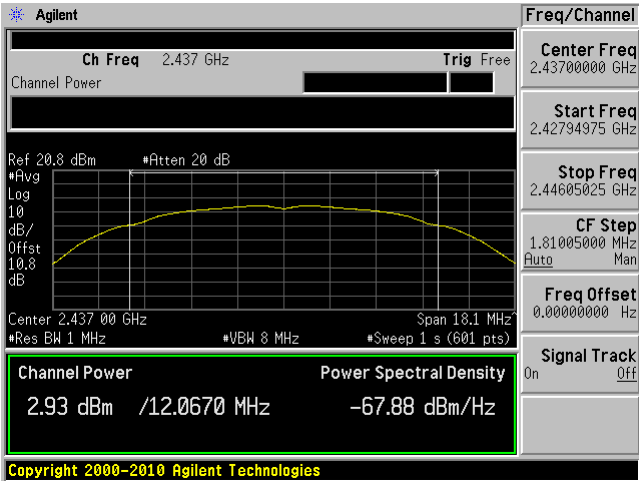 Agilent
Freq/Channel
Ch Freq 2.437 GHz Trig Free
Channel Power
Center Freq
2.43700000 GHz
Start Freq
2.42794975 GHz
Ref 20.8 dBm #Atten 20 dB
#Avg
Log
10
dB/
Offst
10.8
dB
Stop Freq
2.44605025 GHz
CF Step
1.81005000 MHz
Auto Man
Freq Offset
0.00000000 Hz
Center 2.437 00 GHz Span 18.1 MHz^
#Res BW 1 MHz #VBW 8 MHz #Sweep 1 s (601 pts)
Signal Track
On Off
Channel Power Power Spectral Density
2.93 dBm /12.0670 MHz -67.88 dBm/Hz
Copyright 2000-2010 Agilent Technologies